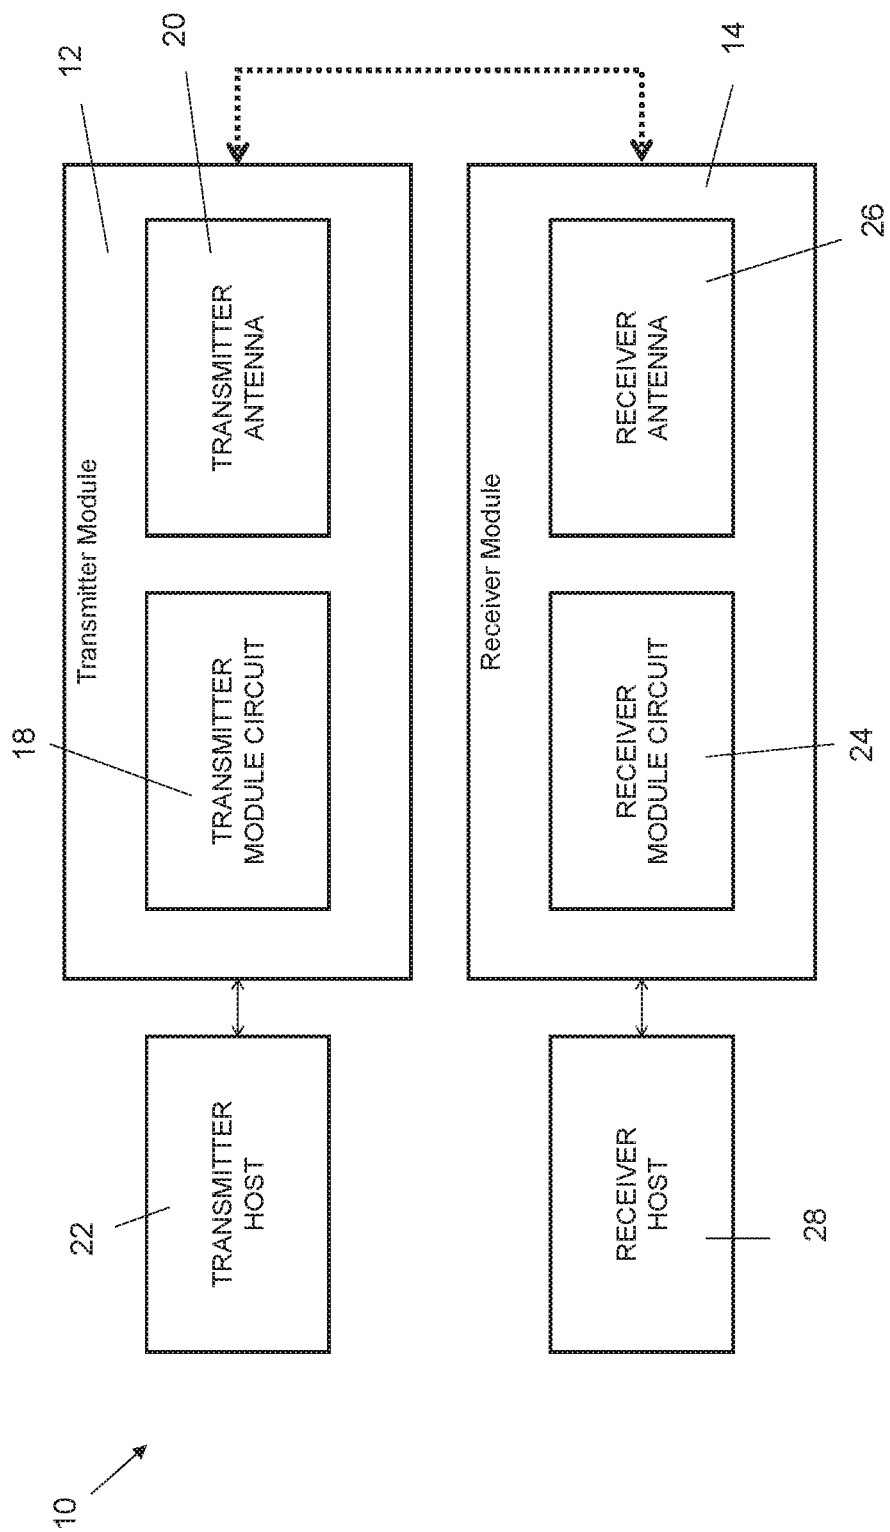 10
22
TRANSMITTER
HOST
18
Transmitter Module
TRANSMITTER
MODULE CIRCUIT
12
20
TRANSMITTER
ANTENNA
RECEIVER
HOST
28
Receiver Module
RECEIVER
MODULE CIRCUIT
24
RECEIVER
ANTENNA
14
26